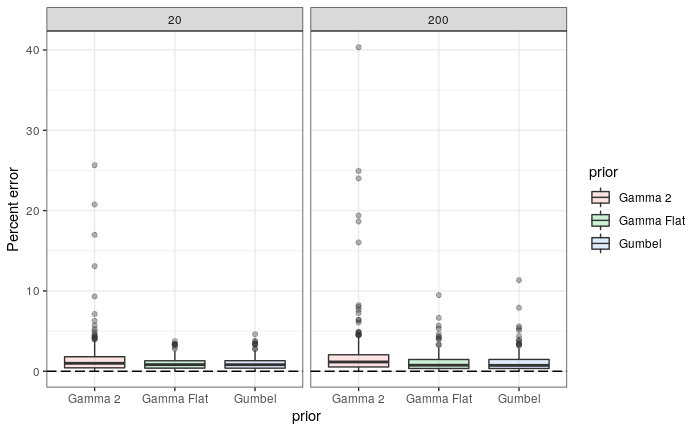 20
200
40
30
20
10
0
Percent error
Gamma 2
Gamma Flat
Gumbel
Gamma 2
Gamma Flat
Gumbel
prior
prior
Gamma 2
Gamma Flat
Gumbel